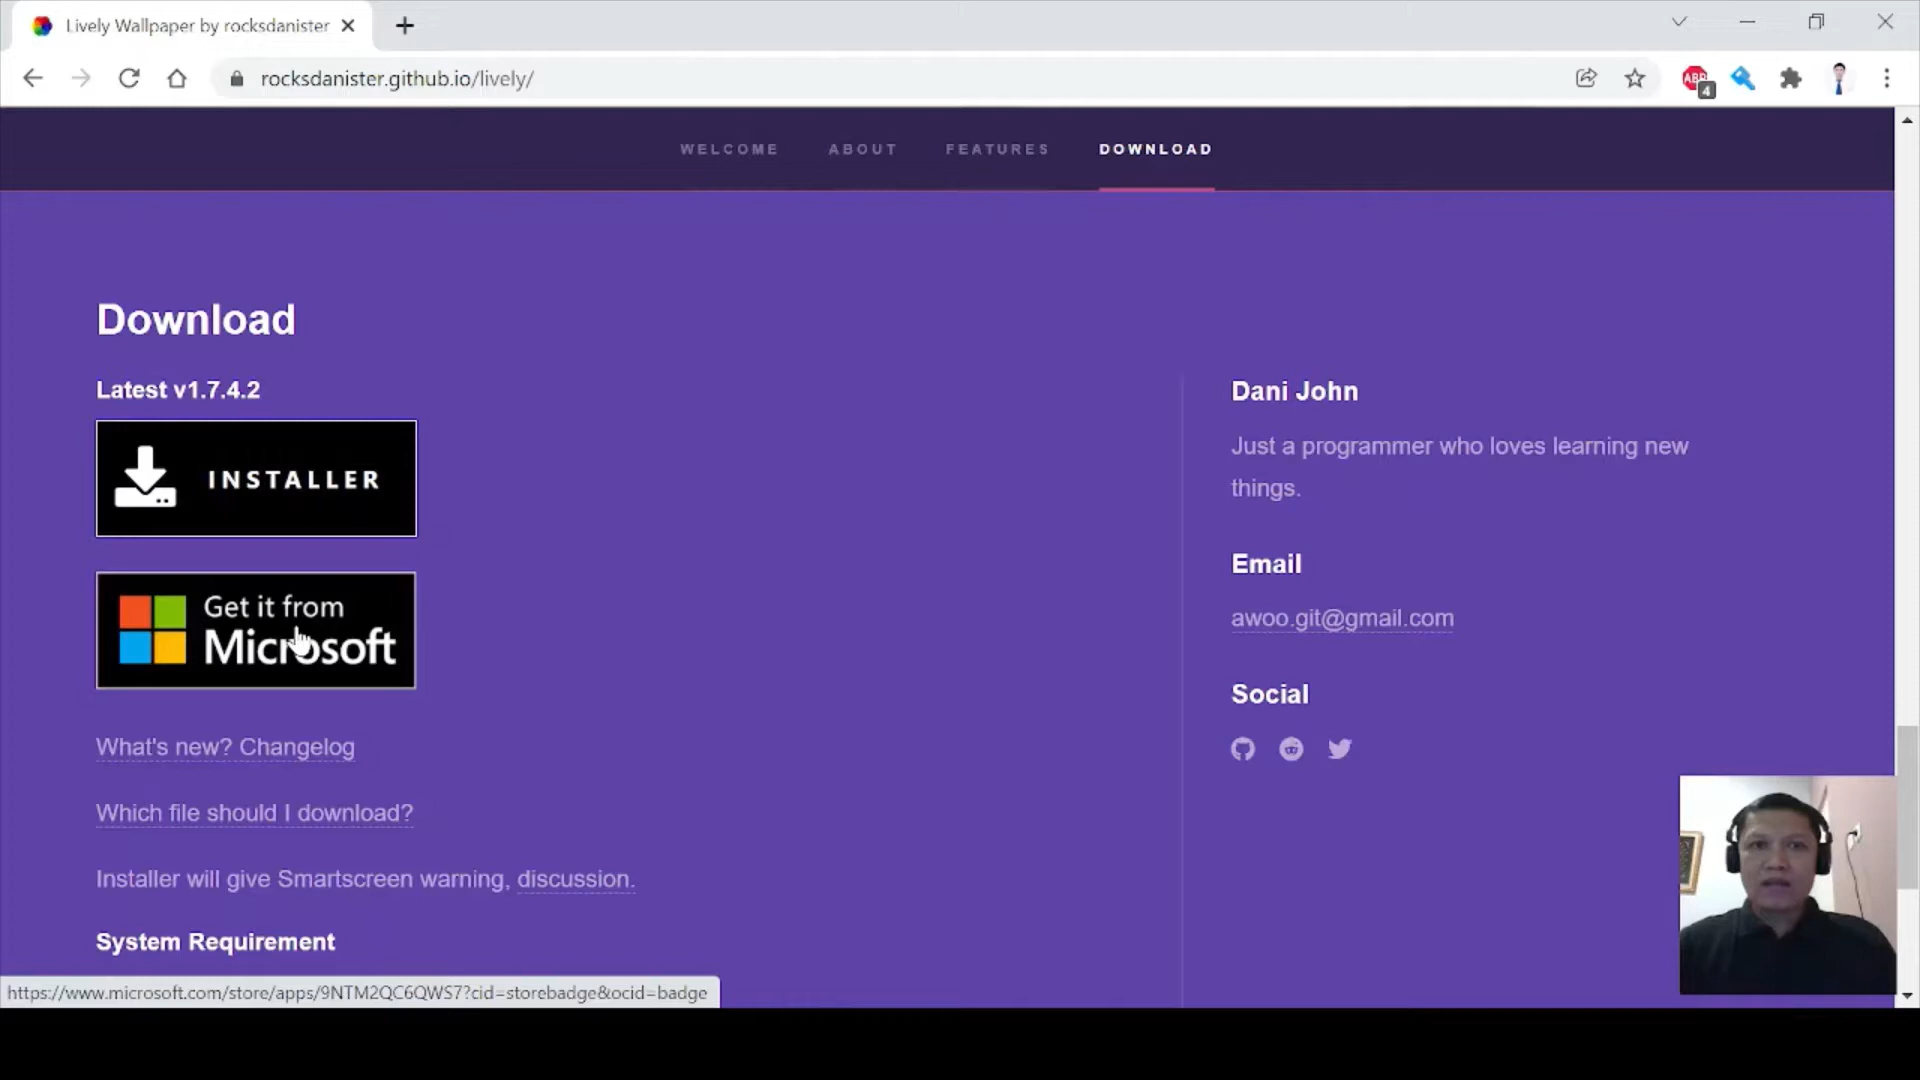 Lively Wallpaper by rocksdanister
rocksdanister.github.io/lively/
ABP
4
WELCOME ABOUT FEATURES DOWNLOAD
Download
Latest v1.7.4.2
INSTALLER
Get it from
Microsoft
What's new? Changelog
Which file should I download?
Installer will give Smartscreen warning, discussion.
System Requirement
Dani John
Just a programmer who loves learning new
things.
Email
awoo.git@gmail.com
Social
https://www.microsoft.com/store/apps/9NTM2QC6QWS7?cid=storebadge&ocid=badge